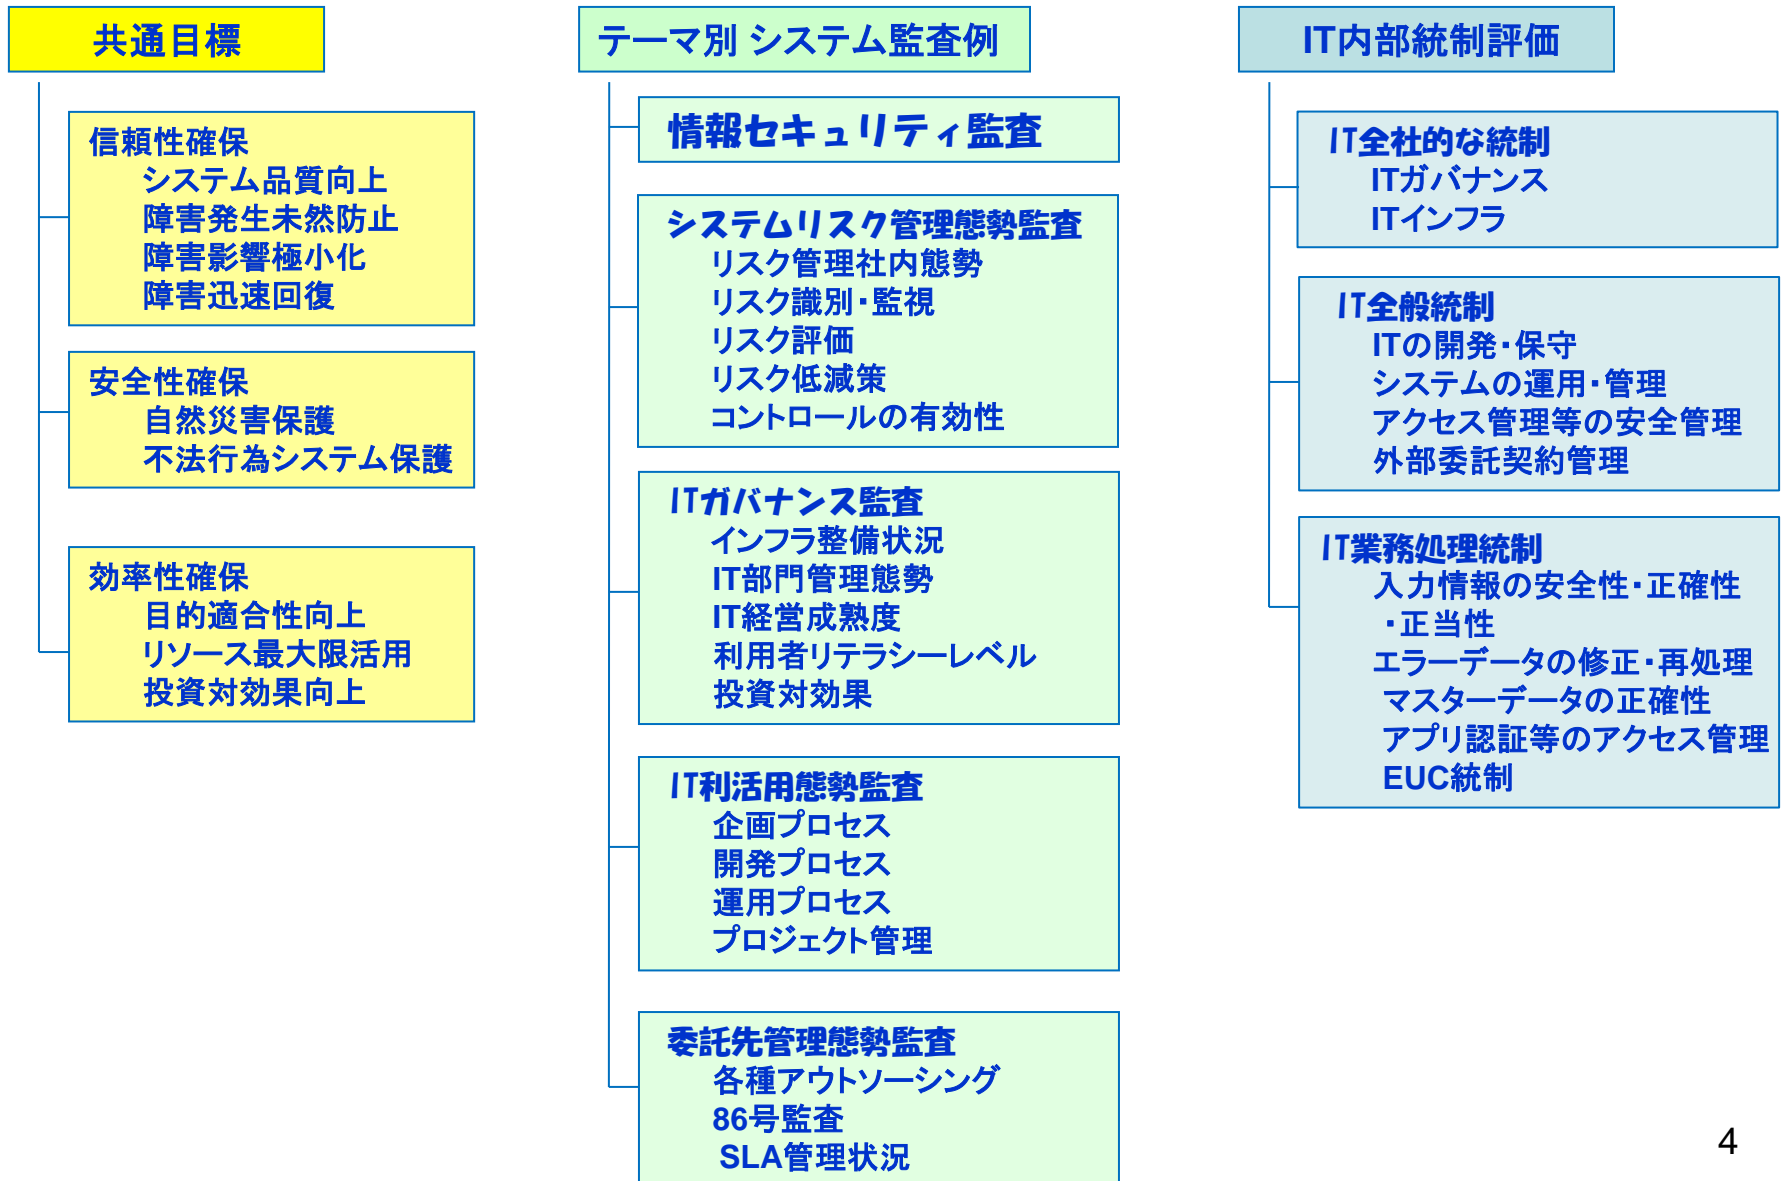 共通目標
信頼性確保
システム品質向上
障害発生未然防止
障害影響極小化
障害迅速回復
安全性確保
自然災害保護
不法行為システム保護
効率性確保
目的適合性向上
リソース最大限活用
投資対効果向上
テーマ別 システム監査例
情報セキュリティ監査
システムリスク管理態勢監査
リスク管理社内態勢
リスク識別・監視
リスク評価
リスク低減策
コントロールの有効性
ITガバナンス監査
インフラ整備状況
IT部門管理態勢
IT経営成熟度
利用者リテラシーレベル
投資対効果
IT利活用態勢監査
企画プロセス
開発プロセス
運用プロセス
プロジェクト管理
委託先管理態勢監査
各種アウトソーシング
86号監査
SLA管理状況
IT内部統制評価
IT全社的な統制
ITガバナンス
ITインフラ
IT全般統制
ITの開発・保守
システムの運用・管理
アクセス管理等の安全管理
外部委託契約管理
IT業務処理統制
入力情報の安全性・正確性
・正当性
エラーデータの修正・再処理
マスターデータの正確性
アプリ認証等のアクセス管理
EUC統制
4